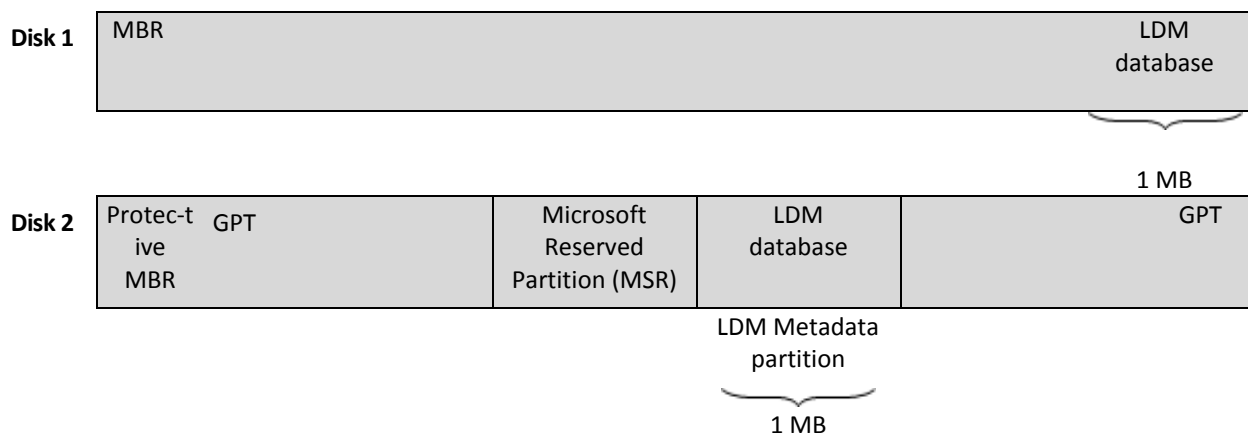 Disk 1
MBR
LDM
database
1 MB
Disk 2
Protec-t
ive
MBR
GPT
Microsoft
Reserved
Partition (MSR)
LDM
database
GPT
LDM Metadata
partition
1 MB